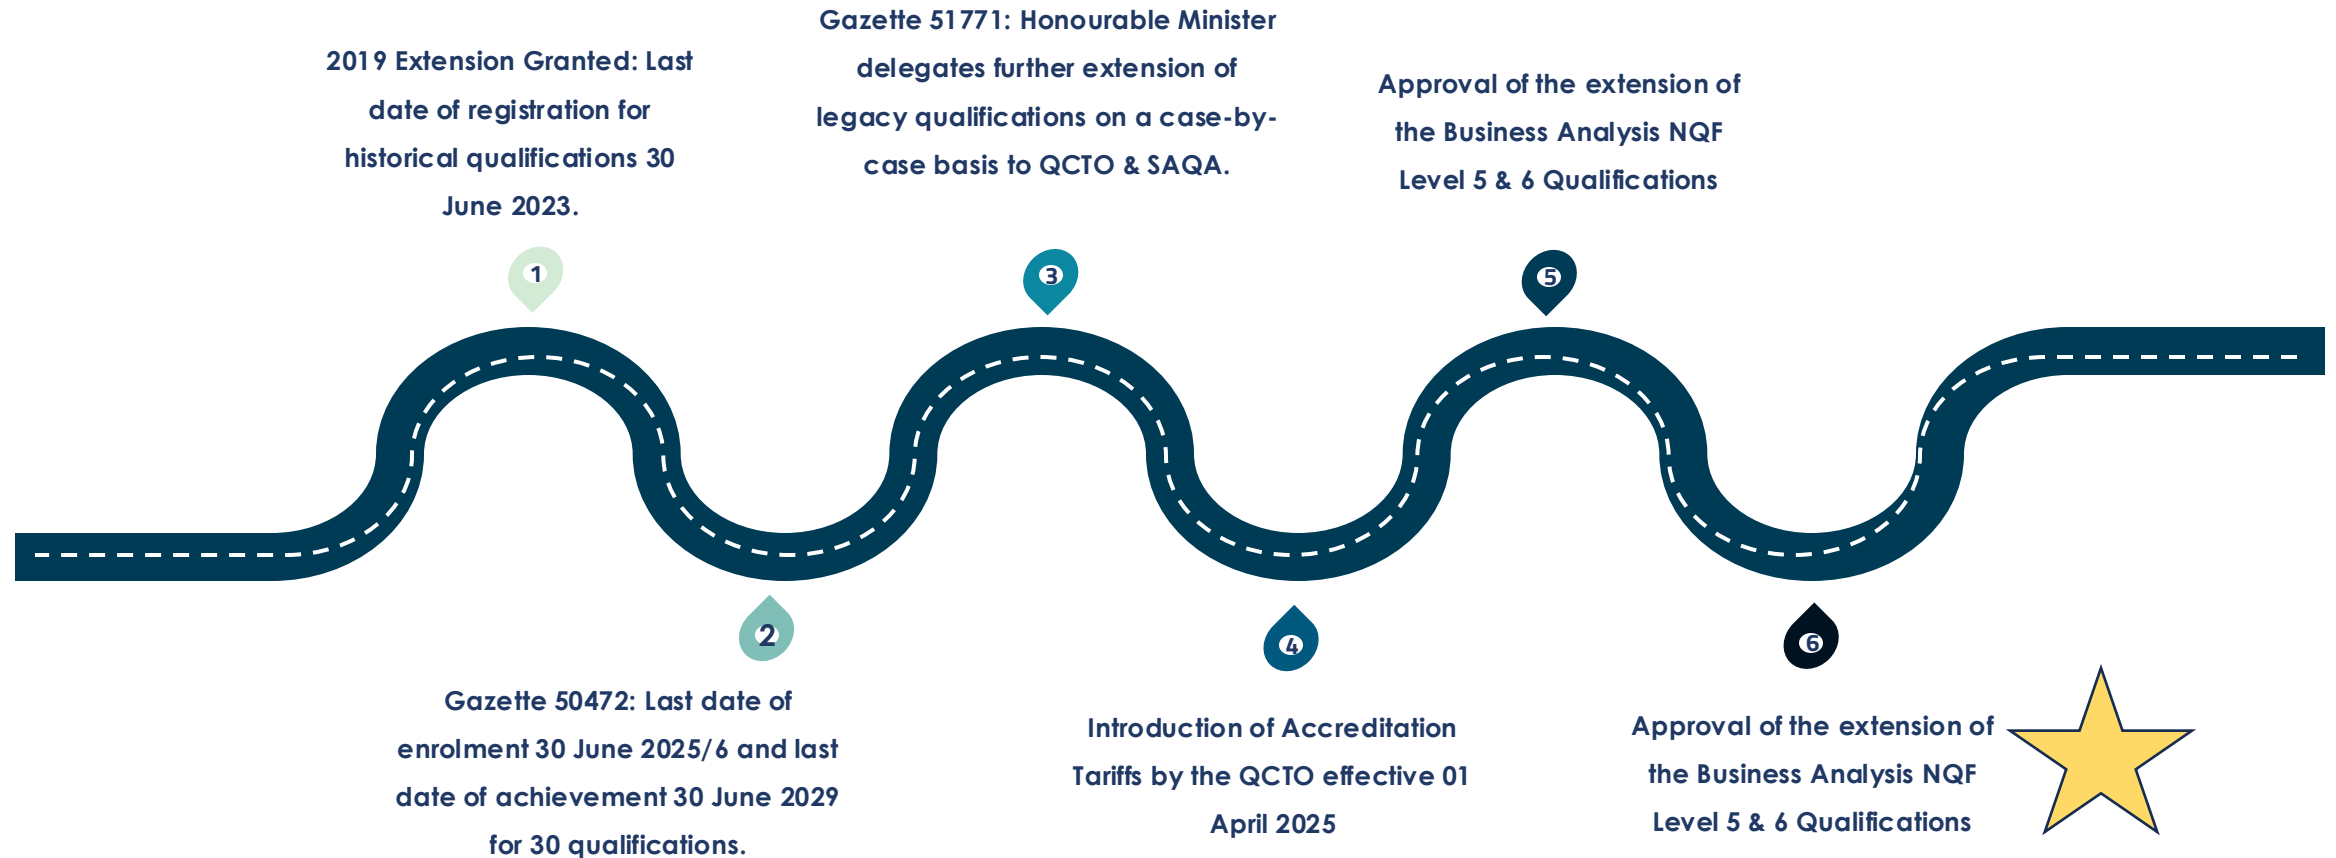 2019 Extension Granted: Last
date of registration for
historical qualifications 30
June 2023.
1
Gazette 50472: Last date of
enrolment 30 June 2025/6 and last
date of achievement 30 June 2029
for 30 qualifications.
2
Gazette 51771: Honourable Minister
delegates further extension of
legacy qualifications on a case-by-
case basis to QCTO & SAQA.
3
Introduction of Accreditation
Tariffs by the QCTO effective 01
April 2025
4
Approval of the extension of
the Business Analysis NQF
Level 5 & 6 Qualifications
5
Approval of the extension of
the Business Analysis NQF
Level 5 & 6 Qualifications
6